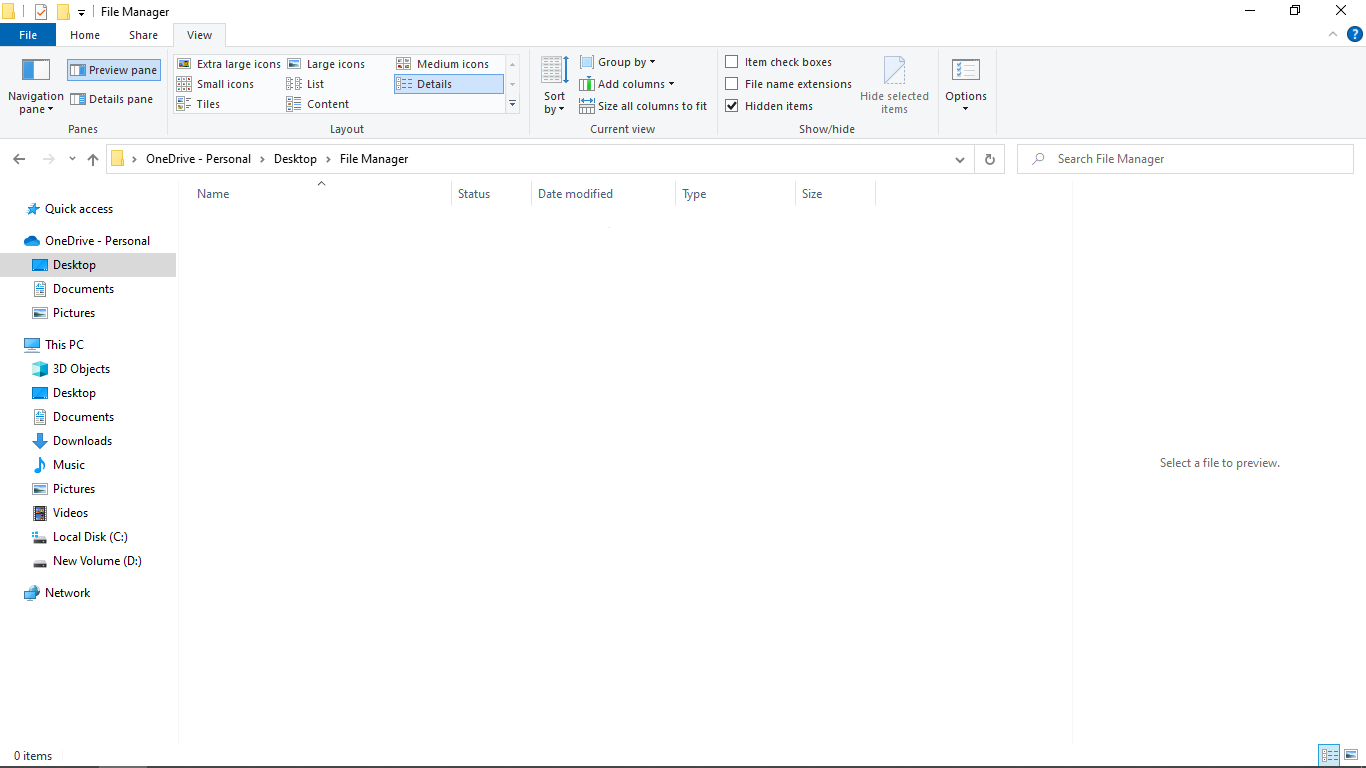 File Manager
File Home Share View
Navigation pane
Preview pane
Details pane
Panes
Extra large icons Large icons Medium icons
Small icons List Details
Tiles Content
Layout
Sort by
Group by
Add columns
Size all columns to fit
Current view
Item check boxes
File name extensions
Hidden items
Hide selected
items
Show/hide
Options
OneDrive - Personal Desktop File Manager
Search File Manager
Name Status Date modified Type Size
Quick access
OneDrive - Personal
Desktop
Documents
Pictures
This PC
3D Objects
Desktop
Documents
Downloads
Music
Pictures
Videos
Local Disk (C:)
New Volume (D:)
Network
Select a file to preview.
0 items